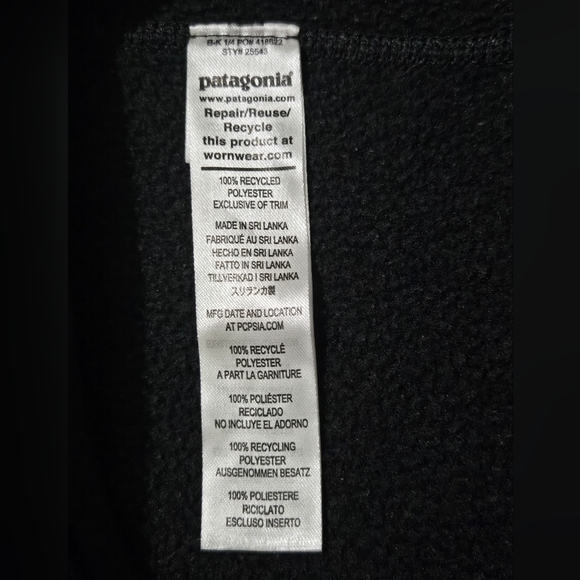 B-K 1/4 PO# 416622
STY# 25543
patagonia®
www.patagonia.com
Repair/Reuse/
Recycle
this product at
wornwear.com
100% RECYCLED
POLYESTER
EXCLUSIVE OF TRIM
MADE IN SRI LANKA
FABRIQUÉ AU SRI LANKA
HECHO EN SRI LANKA
FATTO IN SRI LANKA
TILLVERKAD I SRI LANKA
スリランカ製
MFG DATE AND LOCATION
AT PCPSIA.COM
100% RECYCLÉ
POLYESTER
A PART LA GARNITURE
100% POLIÉSTER
RECICLADO
NO INCLUYE EL ADORNO
100% RECYCLING
POLYESTER
AUSGENOMMEN BESATZ
100% POLIESTERE
RICICLATO
ESCLUSO INSERTO